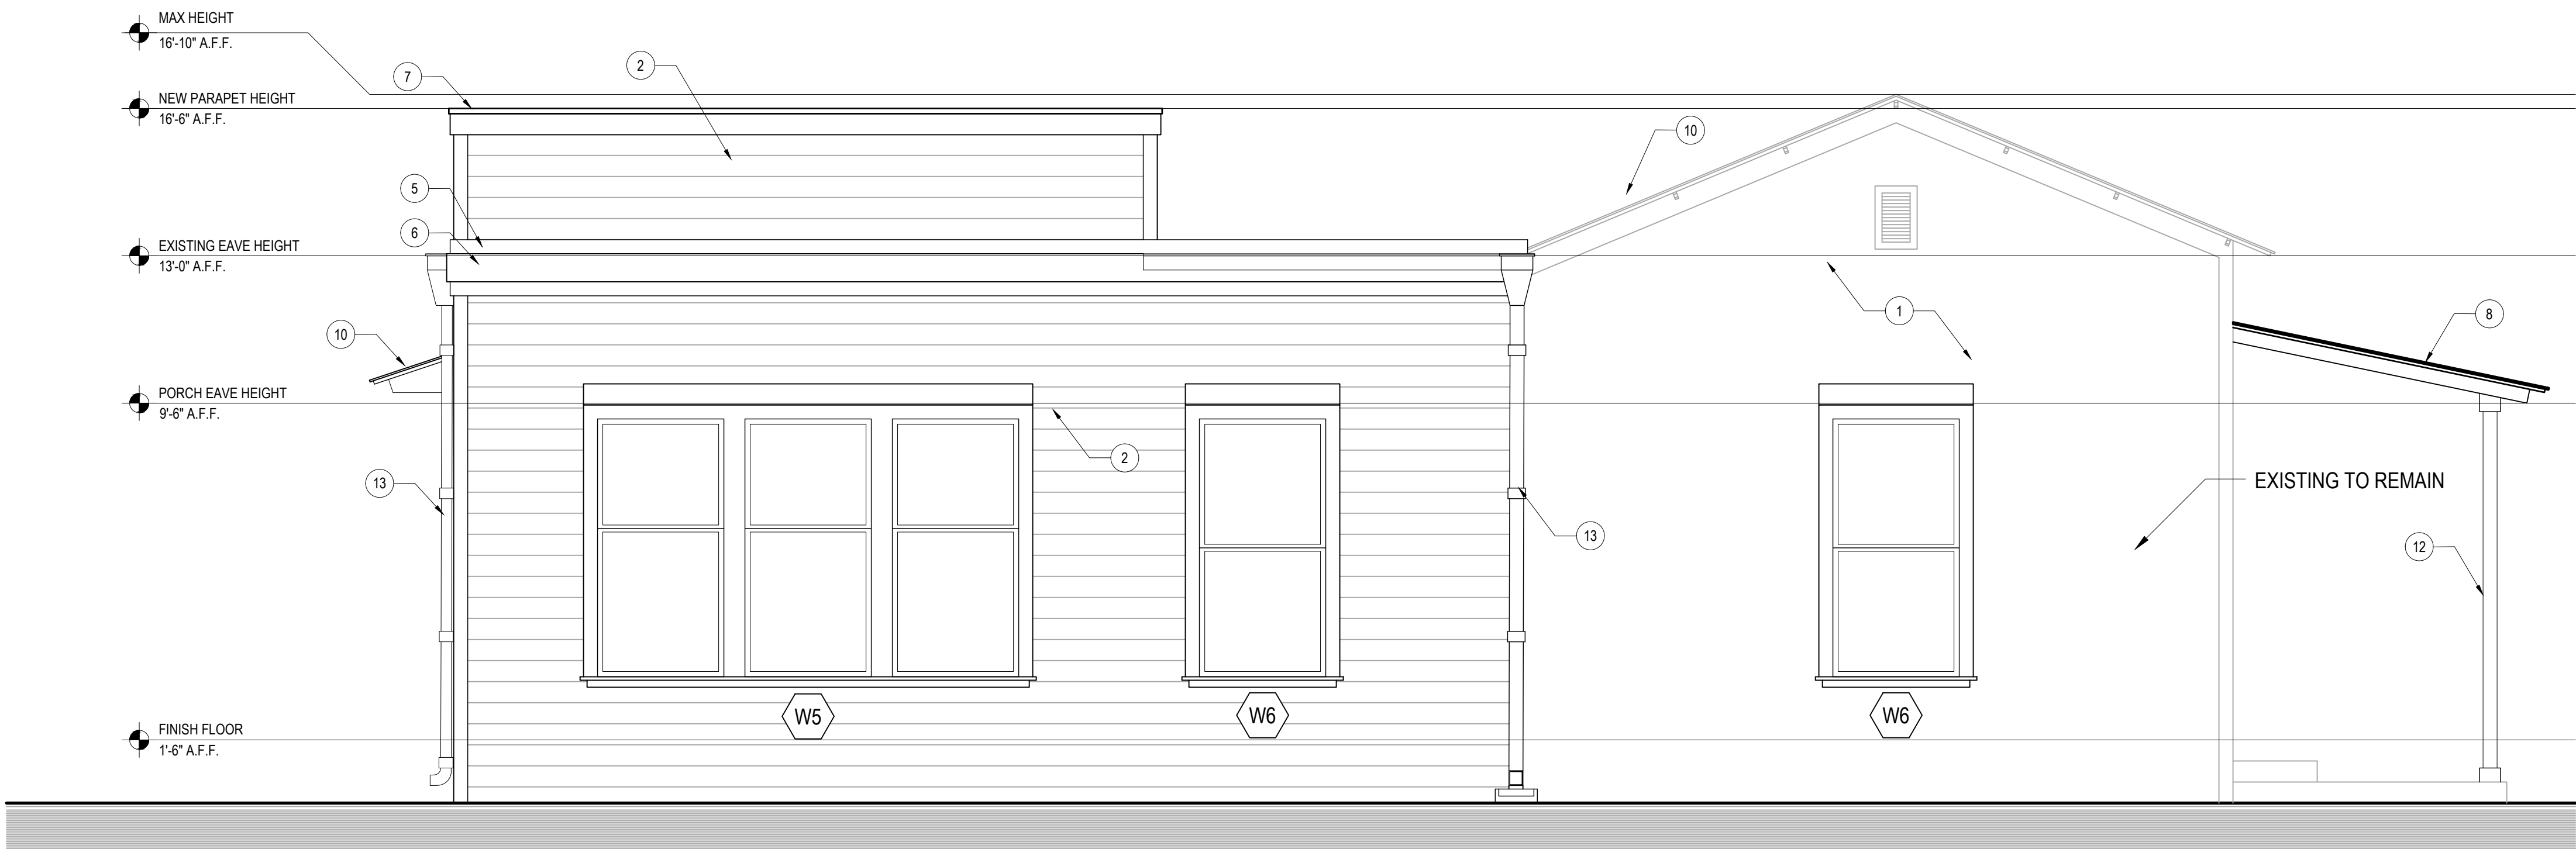 MAX HEIGHT
16'-10" A.F.F.
2
7
NEW PARAPET HEIGHT
16'-6" A.F.F.
10
5
6
EXISTING EAVE HEIGHT
13'-0" A.F.F.
1
8
10
PORCH EAVE HEIGHT
9'-6" A.F.F.
2
13
EXISTING TO REMAIN
13
12
W5
W6
W6
FINISH FLOOR
1'-6" A.F.F.